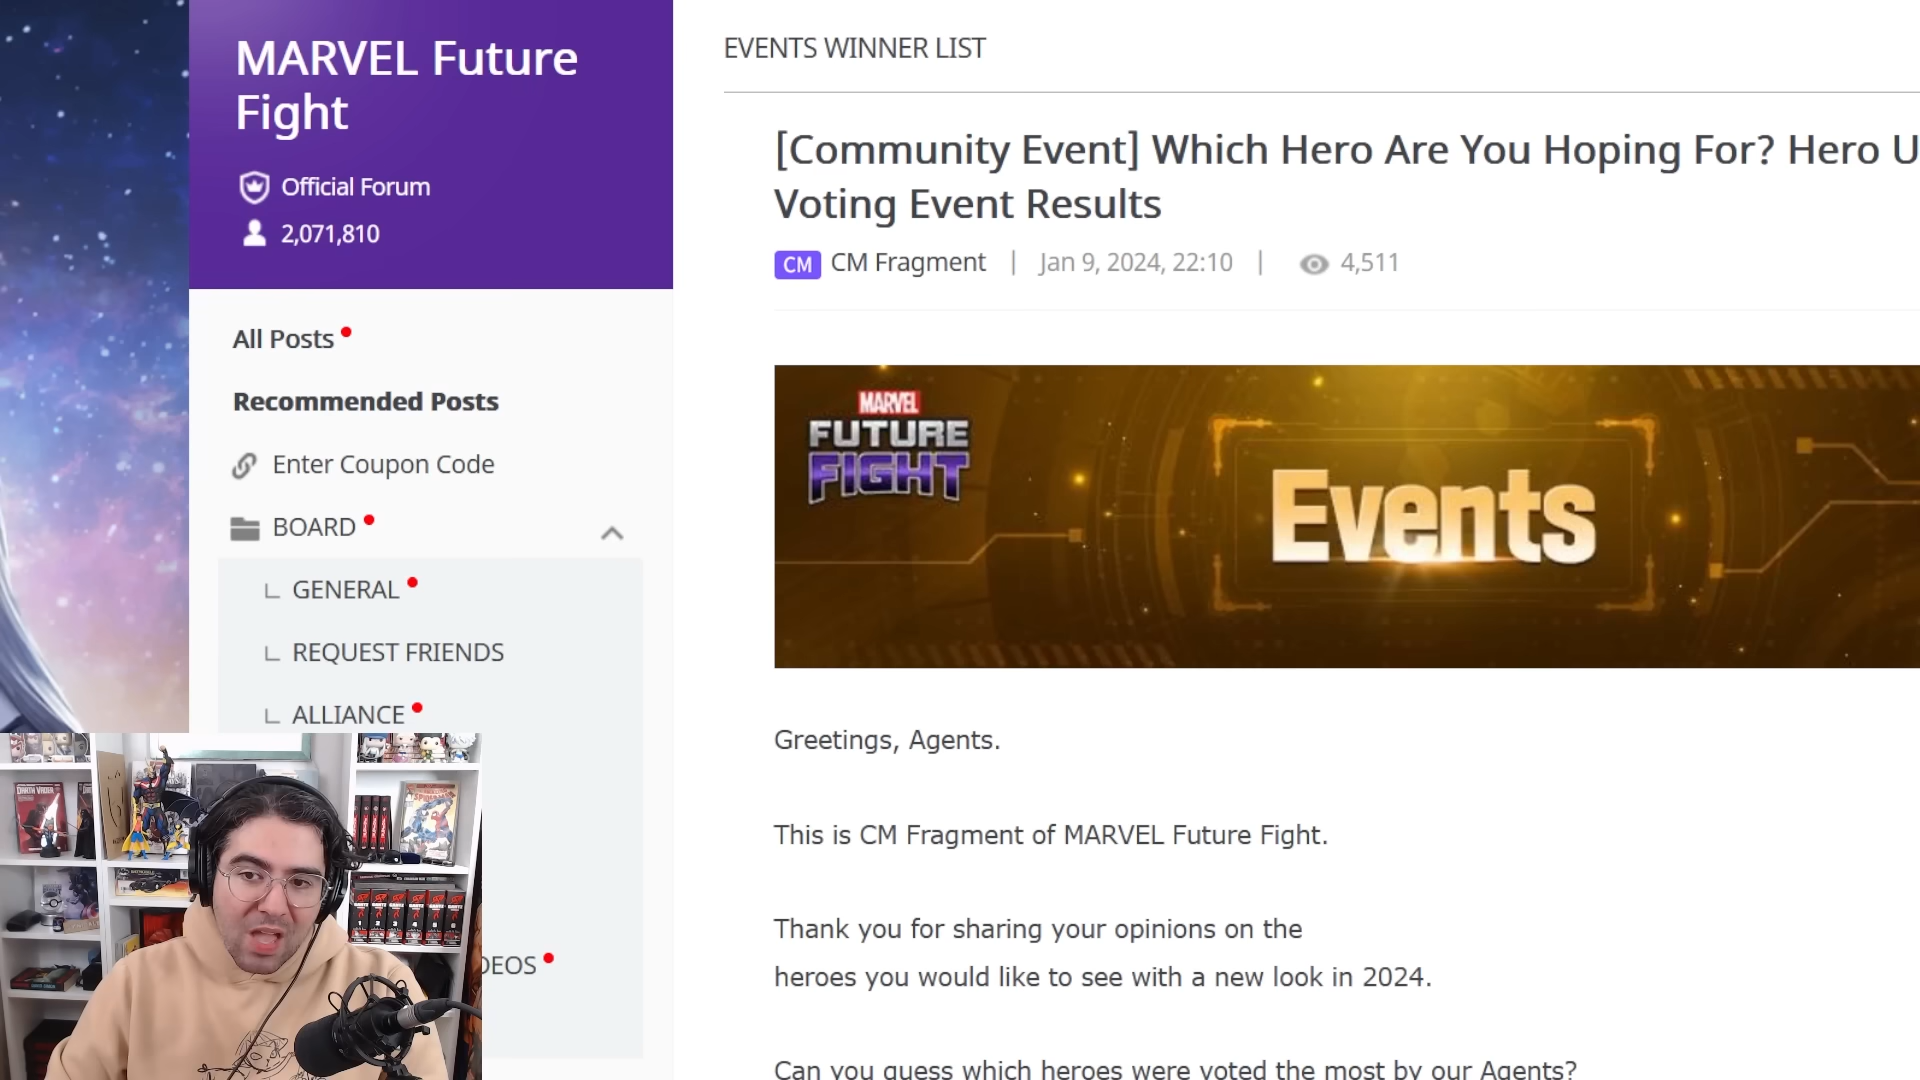 MARVEL Future
Fight
Official Forum
2,071,810
All Posts
Recommended Posts
Enter Coupon Code
BOARD
GENERAL
REQUEST FRIENDS
ALLIANCE
DEOS
EVENTS WINNER LIST
[Community Event] Which Hero Are You Hoping For? Hero U
Voting Event Results
CM CM Fragment | Jan 9, 2024, 22:10 | 4,511
MARVEL
FUTURE
FIGHT
Events
Greetings, Agents.
This is CM Fragment of MARVEL Future Fight.
Thank you for sharing your opinions on the
heroes you would like to see with a new look in 2024.
Can you guess which heroes were voted the most by our Agents?
DARTH VADER